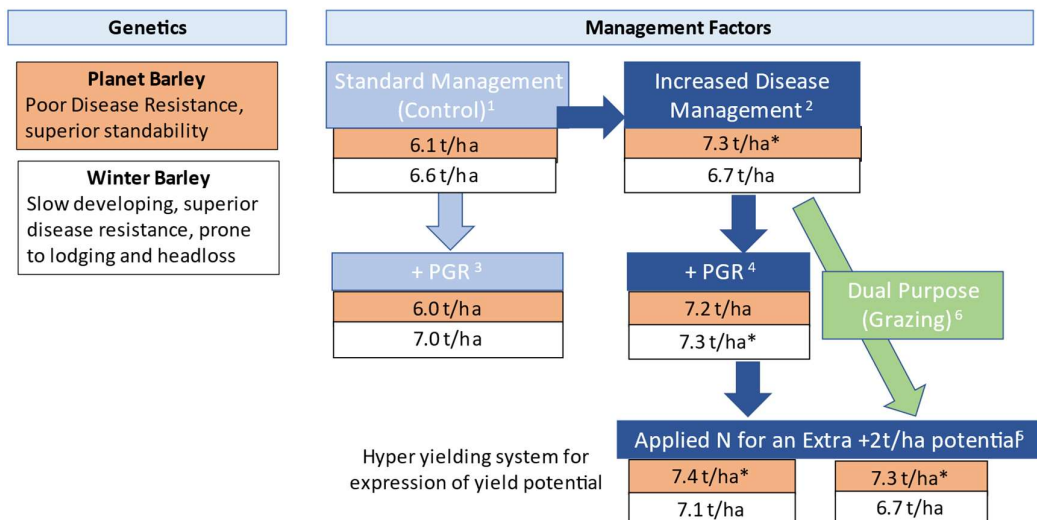 Genetics
Management Factors
Planet Barley
Poor Disease Resistance,
superior standability
Winter Barley
Slow developing, superior
disease resistance, prone
to lodging and headloss
Standard Management
(Control)1
6.1 t/ha
6.6 t/ha
Increased Disease
Management 2
7.3 t/ha*
6.7 t/ha
+ PGR 3
6.0 t/ha
7.0 t/ha
+ PGR 4
7.2 t/ha
7.3 t/ha*
Dual Purpose
(Grazing) 6
Hyper yielding system for
expression of yield potential
Applied N for an Extra +2t/ha potential5
7.4 t/ha*
7.1 t/ha
7.3 t/ha*
6.7 t/ha